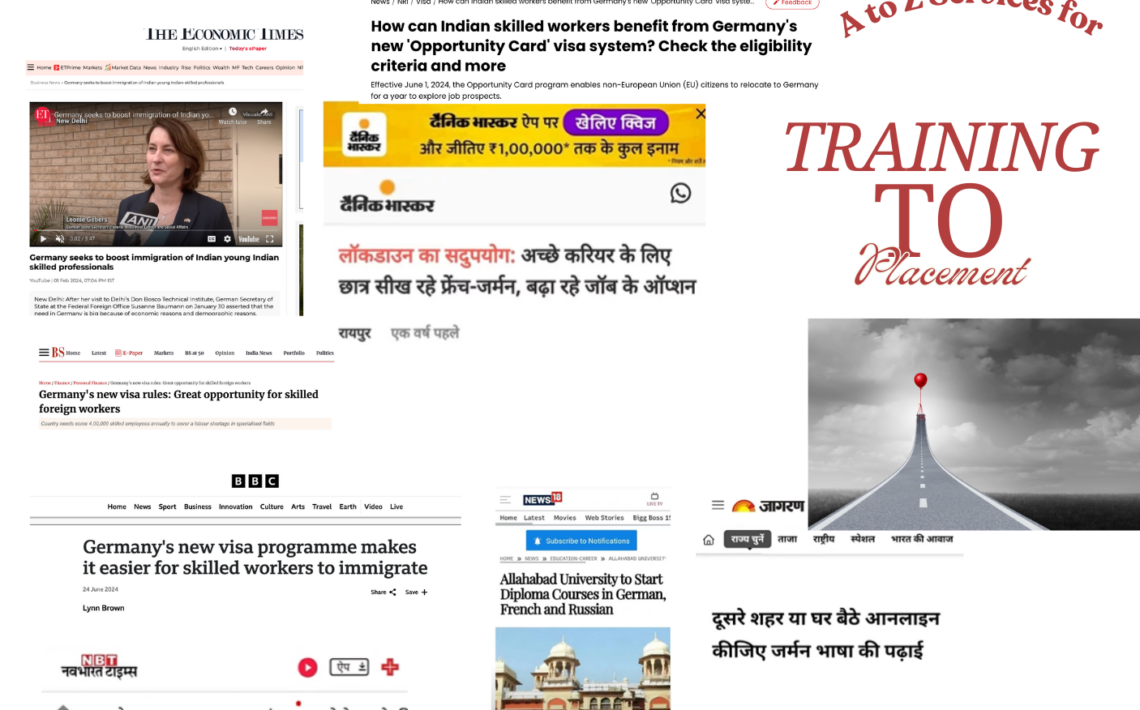 THE ECONOMIC TIMES
English Edition | Today's ePaper
Home ETPrime Markets Market Data News Industry Rise Politics Wealth MF Tech Careers Opinion NRI
Business News › Germany seeks to boost immigration of Indian young Indian skilled professionals
ET Germany seeks to boost immigration of Indian yo...
New Delhi
Watch later Share
Leonie Gebers
ANI
3:02 / 3:47
YouTube
Germany seeks to boost immigration of Indian young Indian
skilled professionals
YouTube | 01 Feb 2024, 07:04 PM IST
New Delhi: After her visit to Delhi's Don Bosco Technical Institute, German Secretary of
State at the Federal Foreign Office Susanne Baumann on January 30 asserted that the
need in Germany is big because of economic reasons and demographic reasons.
News / NRI / Visa / How can Indian skilled workers benefit from Germany's new 'Opportunity Card' visa syste...
Feedback
How can Indian skilled workers benefit from Germany's
new 'Opportunity Card' visa system? Check the eligibility
criteria and more
Effective June 1, 2024, the Opportunity Card program enables non-European Union (EU) citizens to relocate to Germany
for a year to explore job prospects.
दैनिक भास्कर
दैनिक भास्कर ऐप पर खेलिए क्विज
और जीतिए ₹1,00,000* तक के कुल इनाम
दैनिक भास्कर
लॉकडाउन का सदुपयोग: अच्छे करियर के लिए
छात्र सीख रहे फ्रेंच-जर्मन, बढ़ा रहे जॉब के ऑप्शन
रायपुर एक वर्ष पहले
A to Z Services for
TRAINING
TO
Placement
BS Home Latest E-Paper Markets BS at 50 Opinion India News Portfolio Politics
Home / Finance / Personal Finance / Germany's new visa rules: Great opportunity for skilled foreign workers
Germany's new visa rules: Great opportunity for skilled
foreign workers
Country needs some 4,00,000 skilled employees annually to cover a labour shortage in specialised fields
BBC
Home News Sport Business Innovation Culture Arts Travel Earth Video Live
Germany's new visa programme makes
it easier for skilled workers to immigrate
24 June 2024
Share Save
Lynn Brown
NBT
नवभारत टाइम्स
ऐप
NEWS 18
LIVE TV
Home Latest Movies Web Stories Bigg Boss
Subscribe to Notifications
HOME » NEWS » EDUCATION-CAREER » ALLAHABAD UNIVERSITY
Allahabad University to Start
Diploma Courses in German,
French and Russian
जागरण
राज्य चुनें ताजा राष्ट्रीय स्पेशल भारत की आवाज
दूसरे शहर या घर बैठे आनलाइन
कीजिए जर्मन भाषा की पढ़ाई